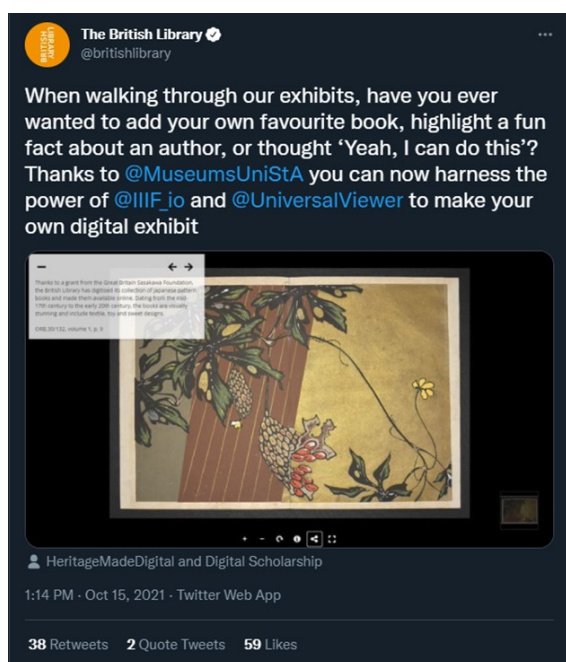 The British Library
@britishlibrary
When walking through our exhibits, have you ever
wanted to add your own favourite book, highlight a fun
fact about an author, or thought ‘Yeah, I can do this’?
Thanks to @MuseumsUniStA you can now harness the
power of @IIIF_io and @UniversalViewer to make your
own digital exhibit
Thanks to a grant from the Great Britain Sasakawa Foundation,
the British Library has digitised its collection of Japanese pattern
books and made them available online. Dating from the mid-
17th century to the early 20th century, the books are visually
stunning and include textile, toy and sweet designs.
ORB.30/132, volume 1, p. 9
HeritageMadeDigital and Digital Scholarship
1:14 PM · Oct 15, 2021 · Twitter Web App
38 Retweets 2 Quote Tweets 59 Likes